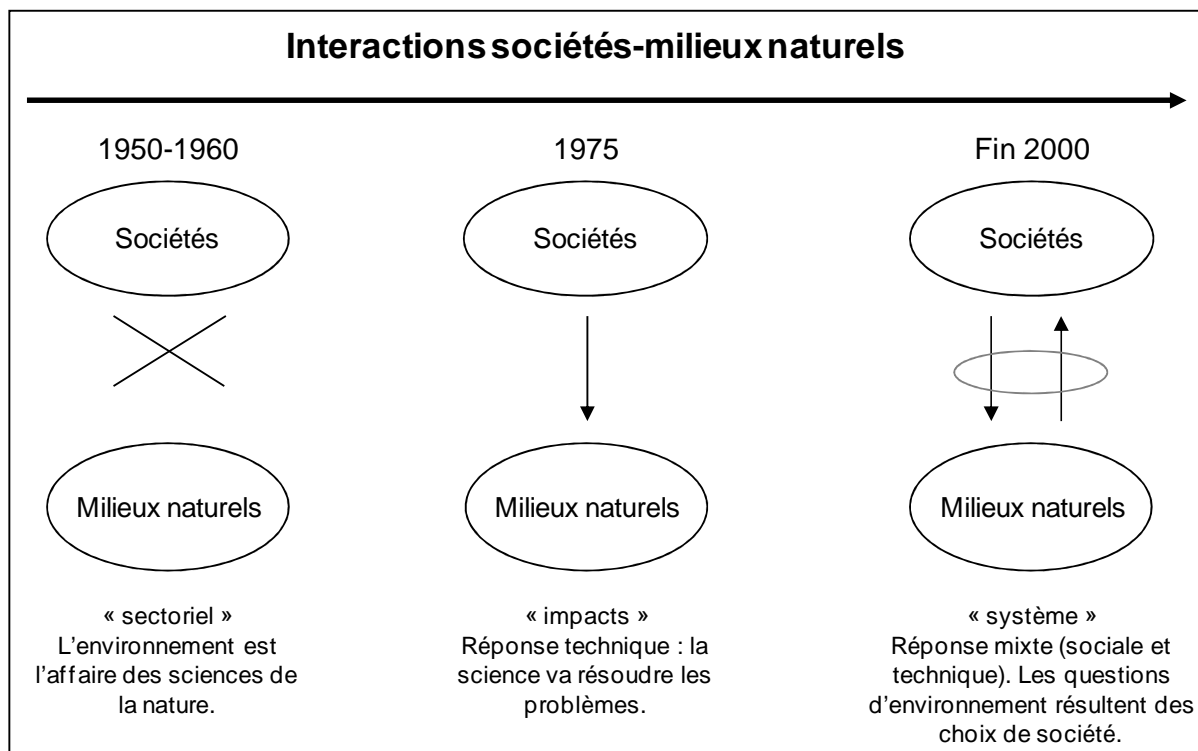 Interactions sociétés-milieux naturels
1950-1960
Sociétés
Milieux naturels
« sectoriel »
L'environnement est
l'affaire des sciences de
la nature.
1975
Sociétés
Milieux naturels
« impacts »
Réponse technique : la
science va résoudre les
problèmes.
Fin 2000
Sociétés
Milieux naturels
« système »
Réponse mixte (sociale et
technique). Les questions
d'environnement résultent des
choix de société.